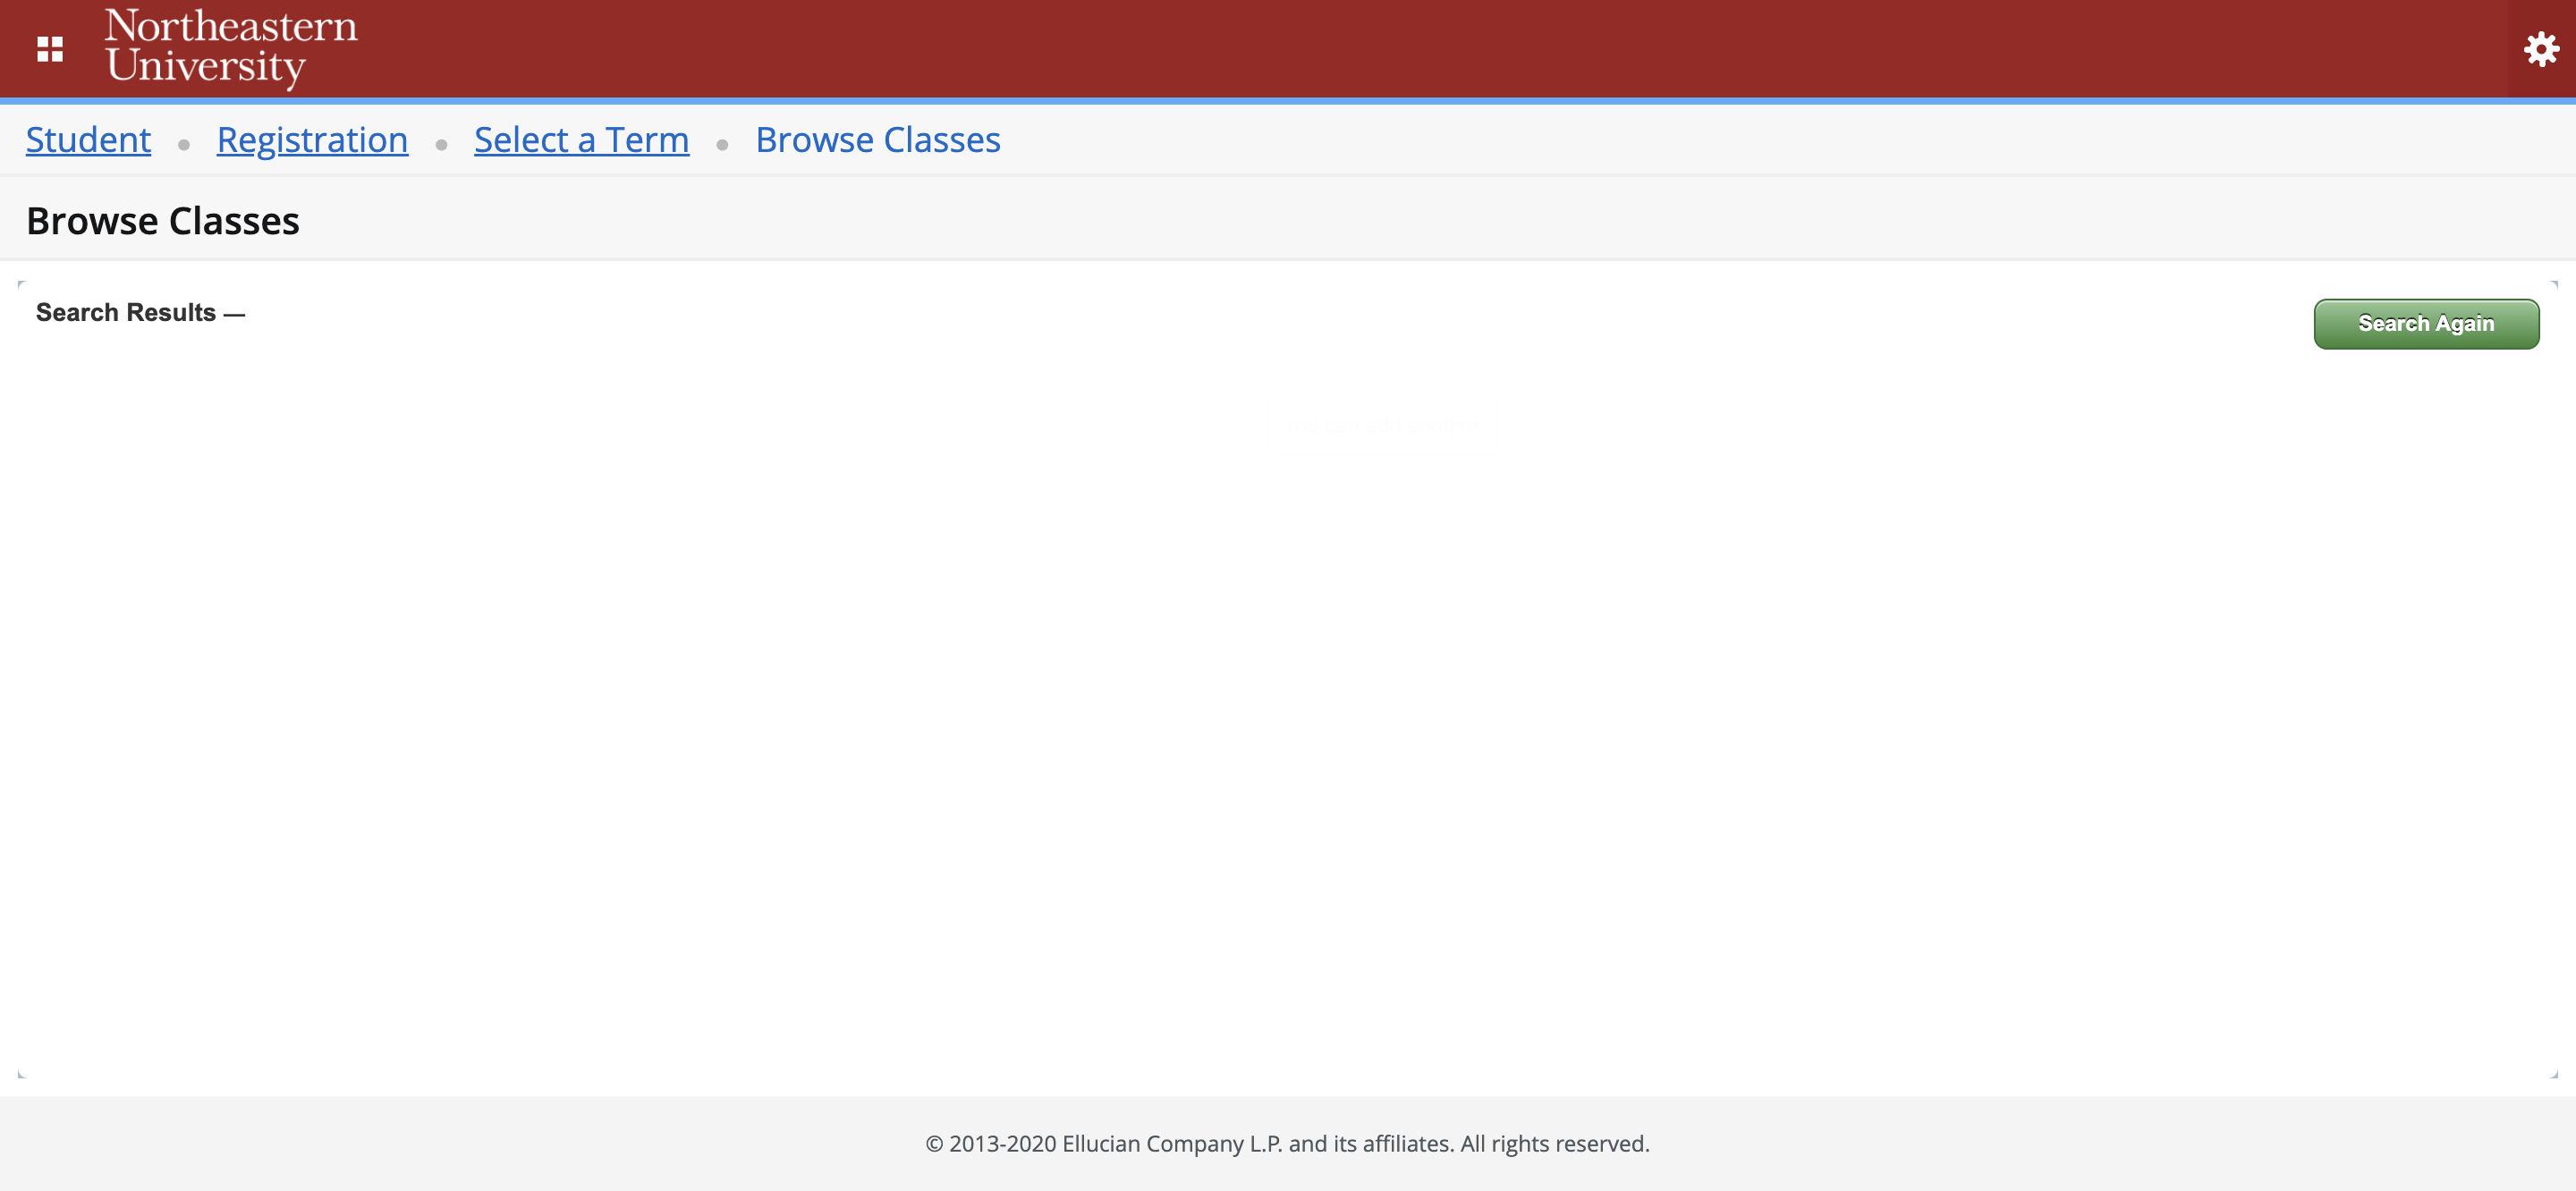 Northeastern
University
Student • Registration • Select a Term • Browse Classes
Browse Classes
Search Results —
Search Again
© 2013-2020 Ellucian Company L.P. and its affiliates. All rights reserved.